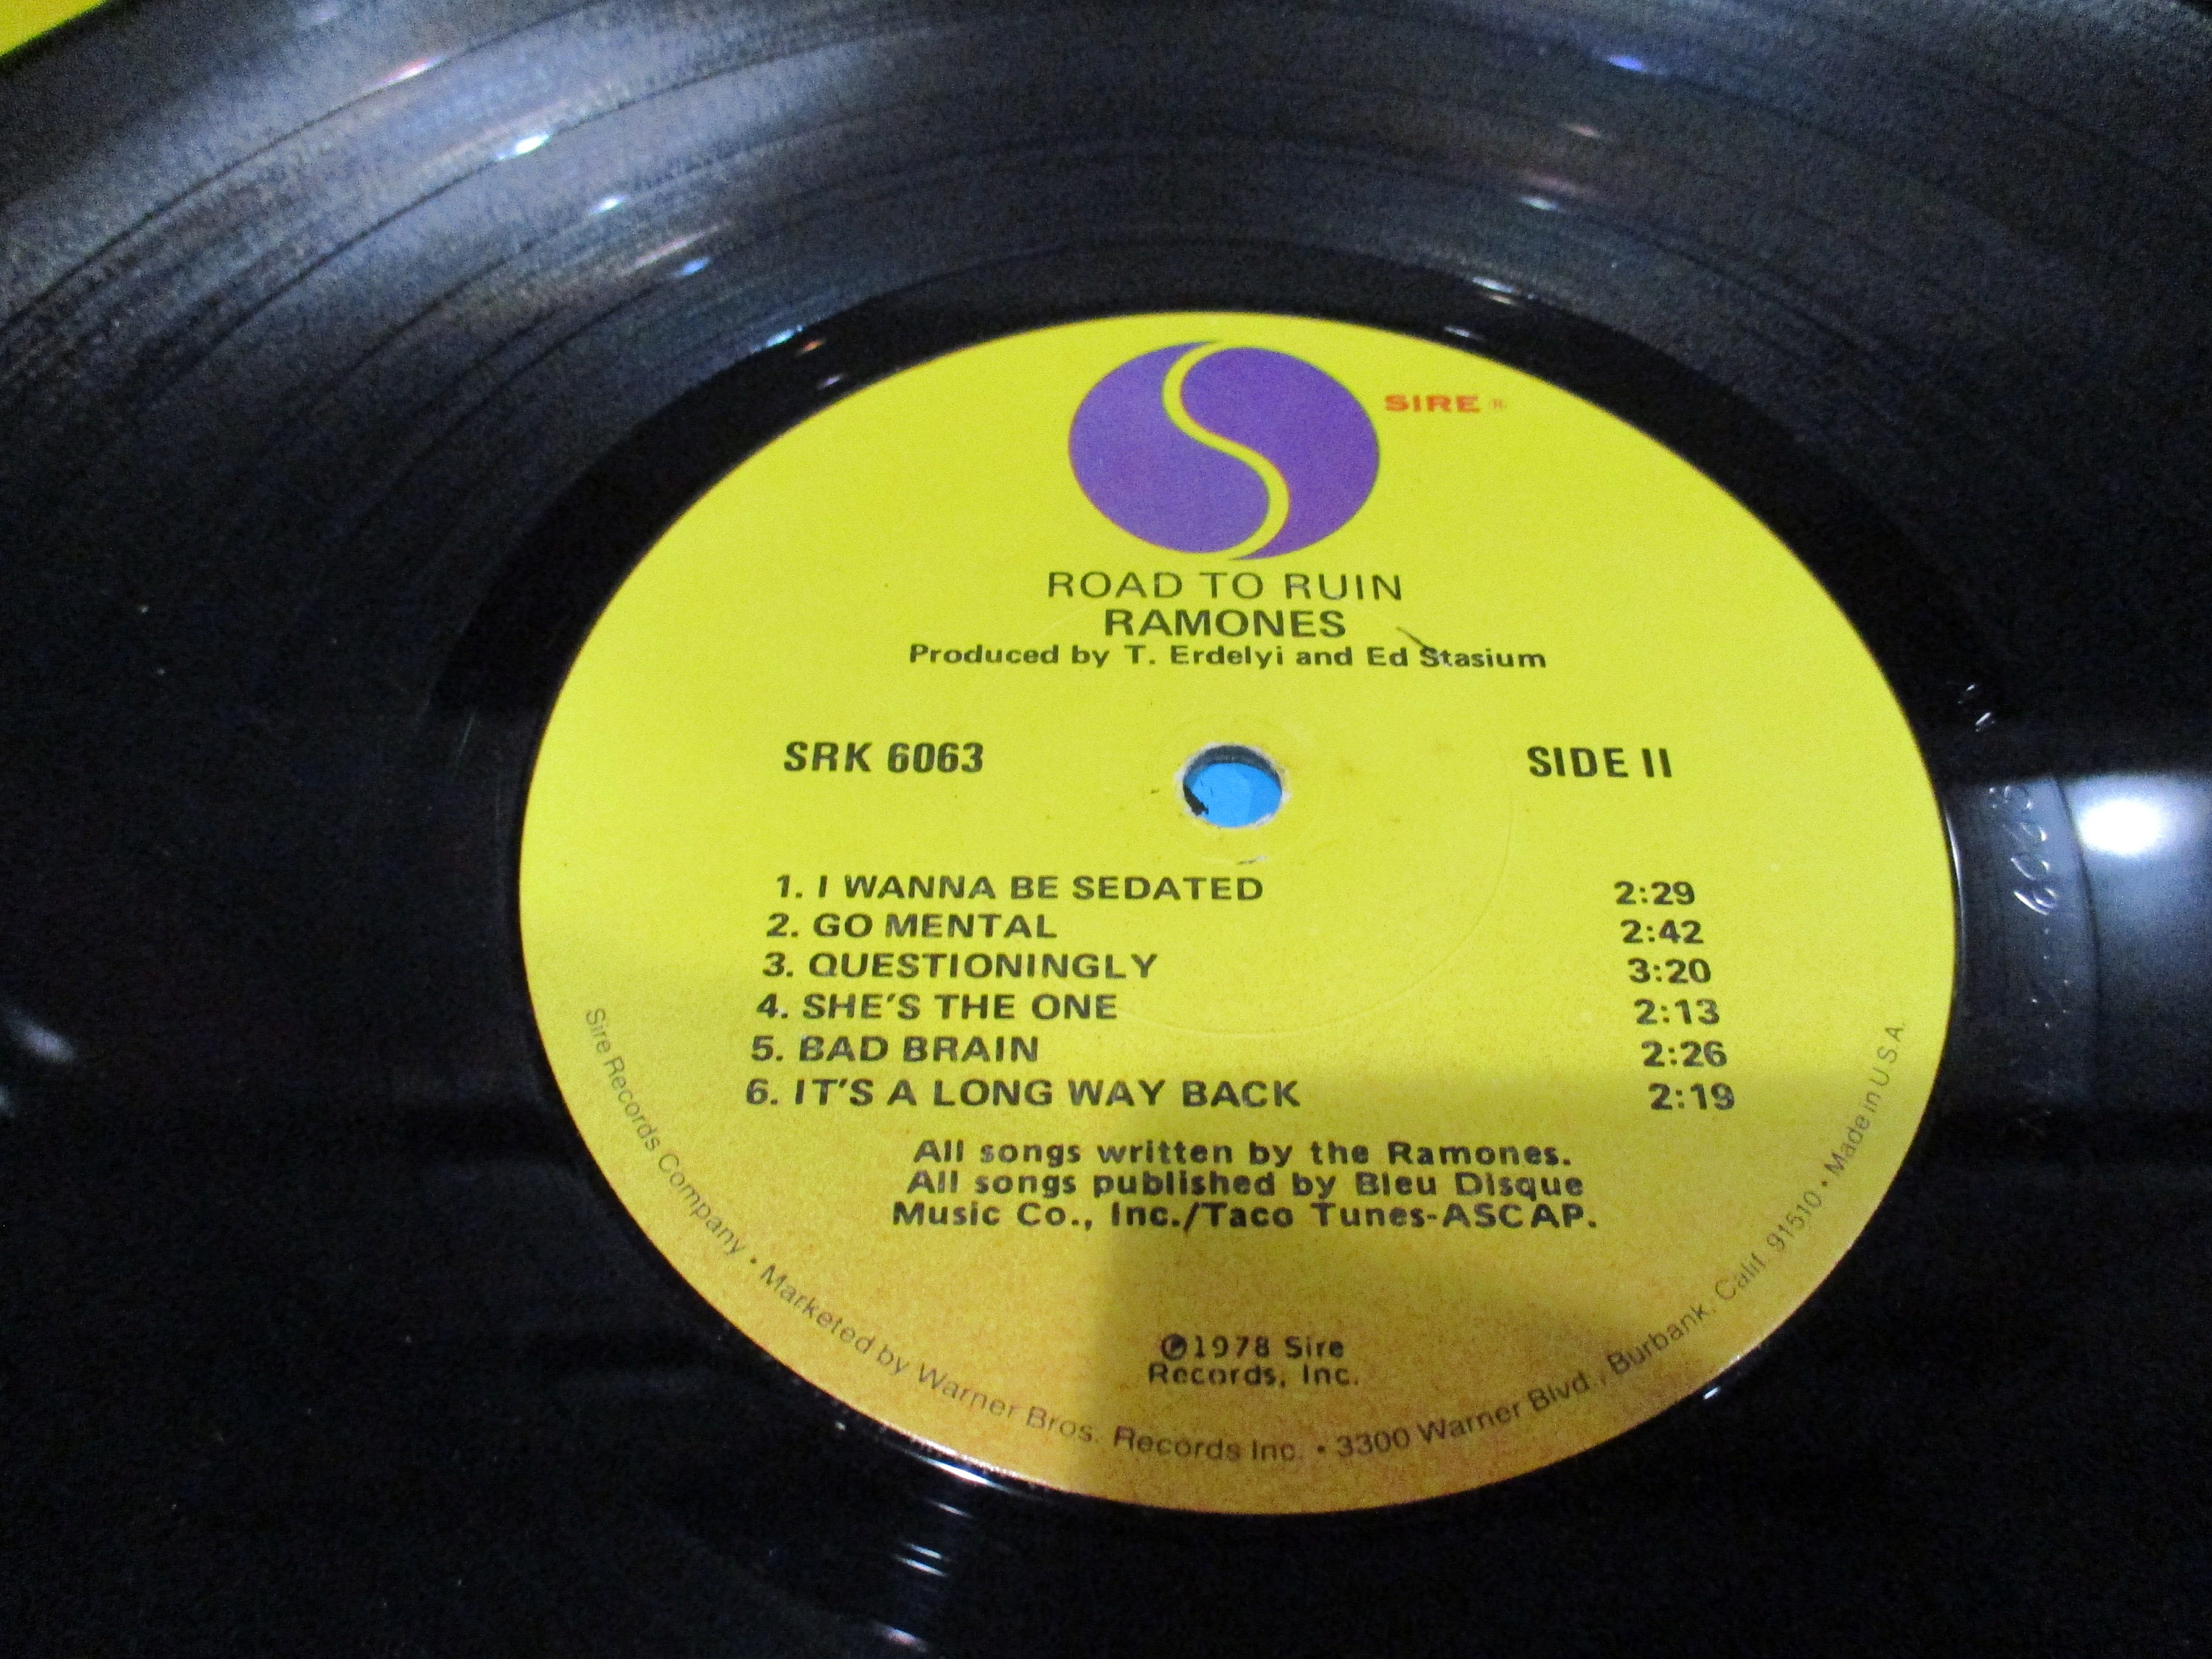 SIRE ®
ROAD TO RUIN
RAMONES
Produced by T. Erdelyi and Ed Stasium
SRK 6063
SIDE II
1. I WANNA BE SEDATED 2:29
2. GO MENTAL 2:42
3. QUESTIONINGLY 3:20
4. SHE'S THE ONE 2:13
5. BAD BRAIN 2:26
6. IT'S A LONG WAY BACK 2:19
All songs written by the Ramones.
All songs published by Bleu Disque
Music Co., Inc./Taco Tunes-ASCAP.
℗1978 Sire
Records, Inc.
Sire Records Company • Marketed by Warner Bros. Records Inc. • 3300 Warner Blvd., Burbank, Calif. 91510 • Made in U.S.A.